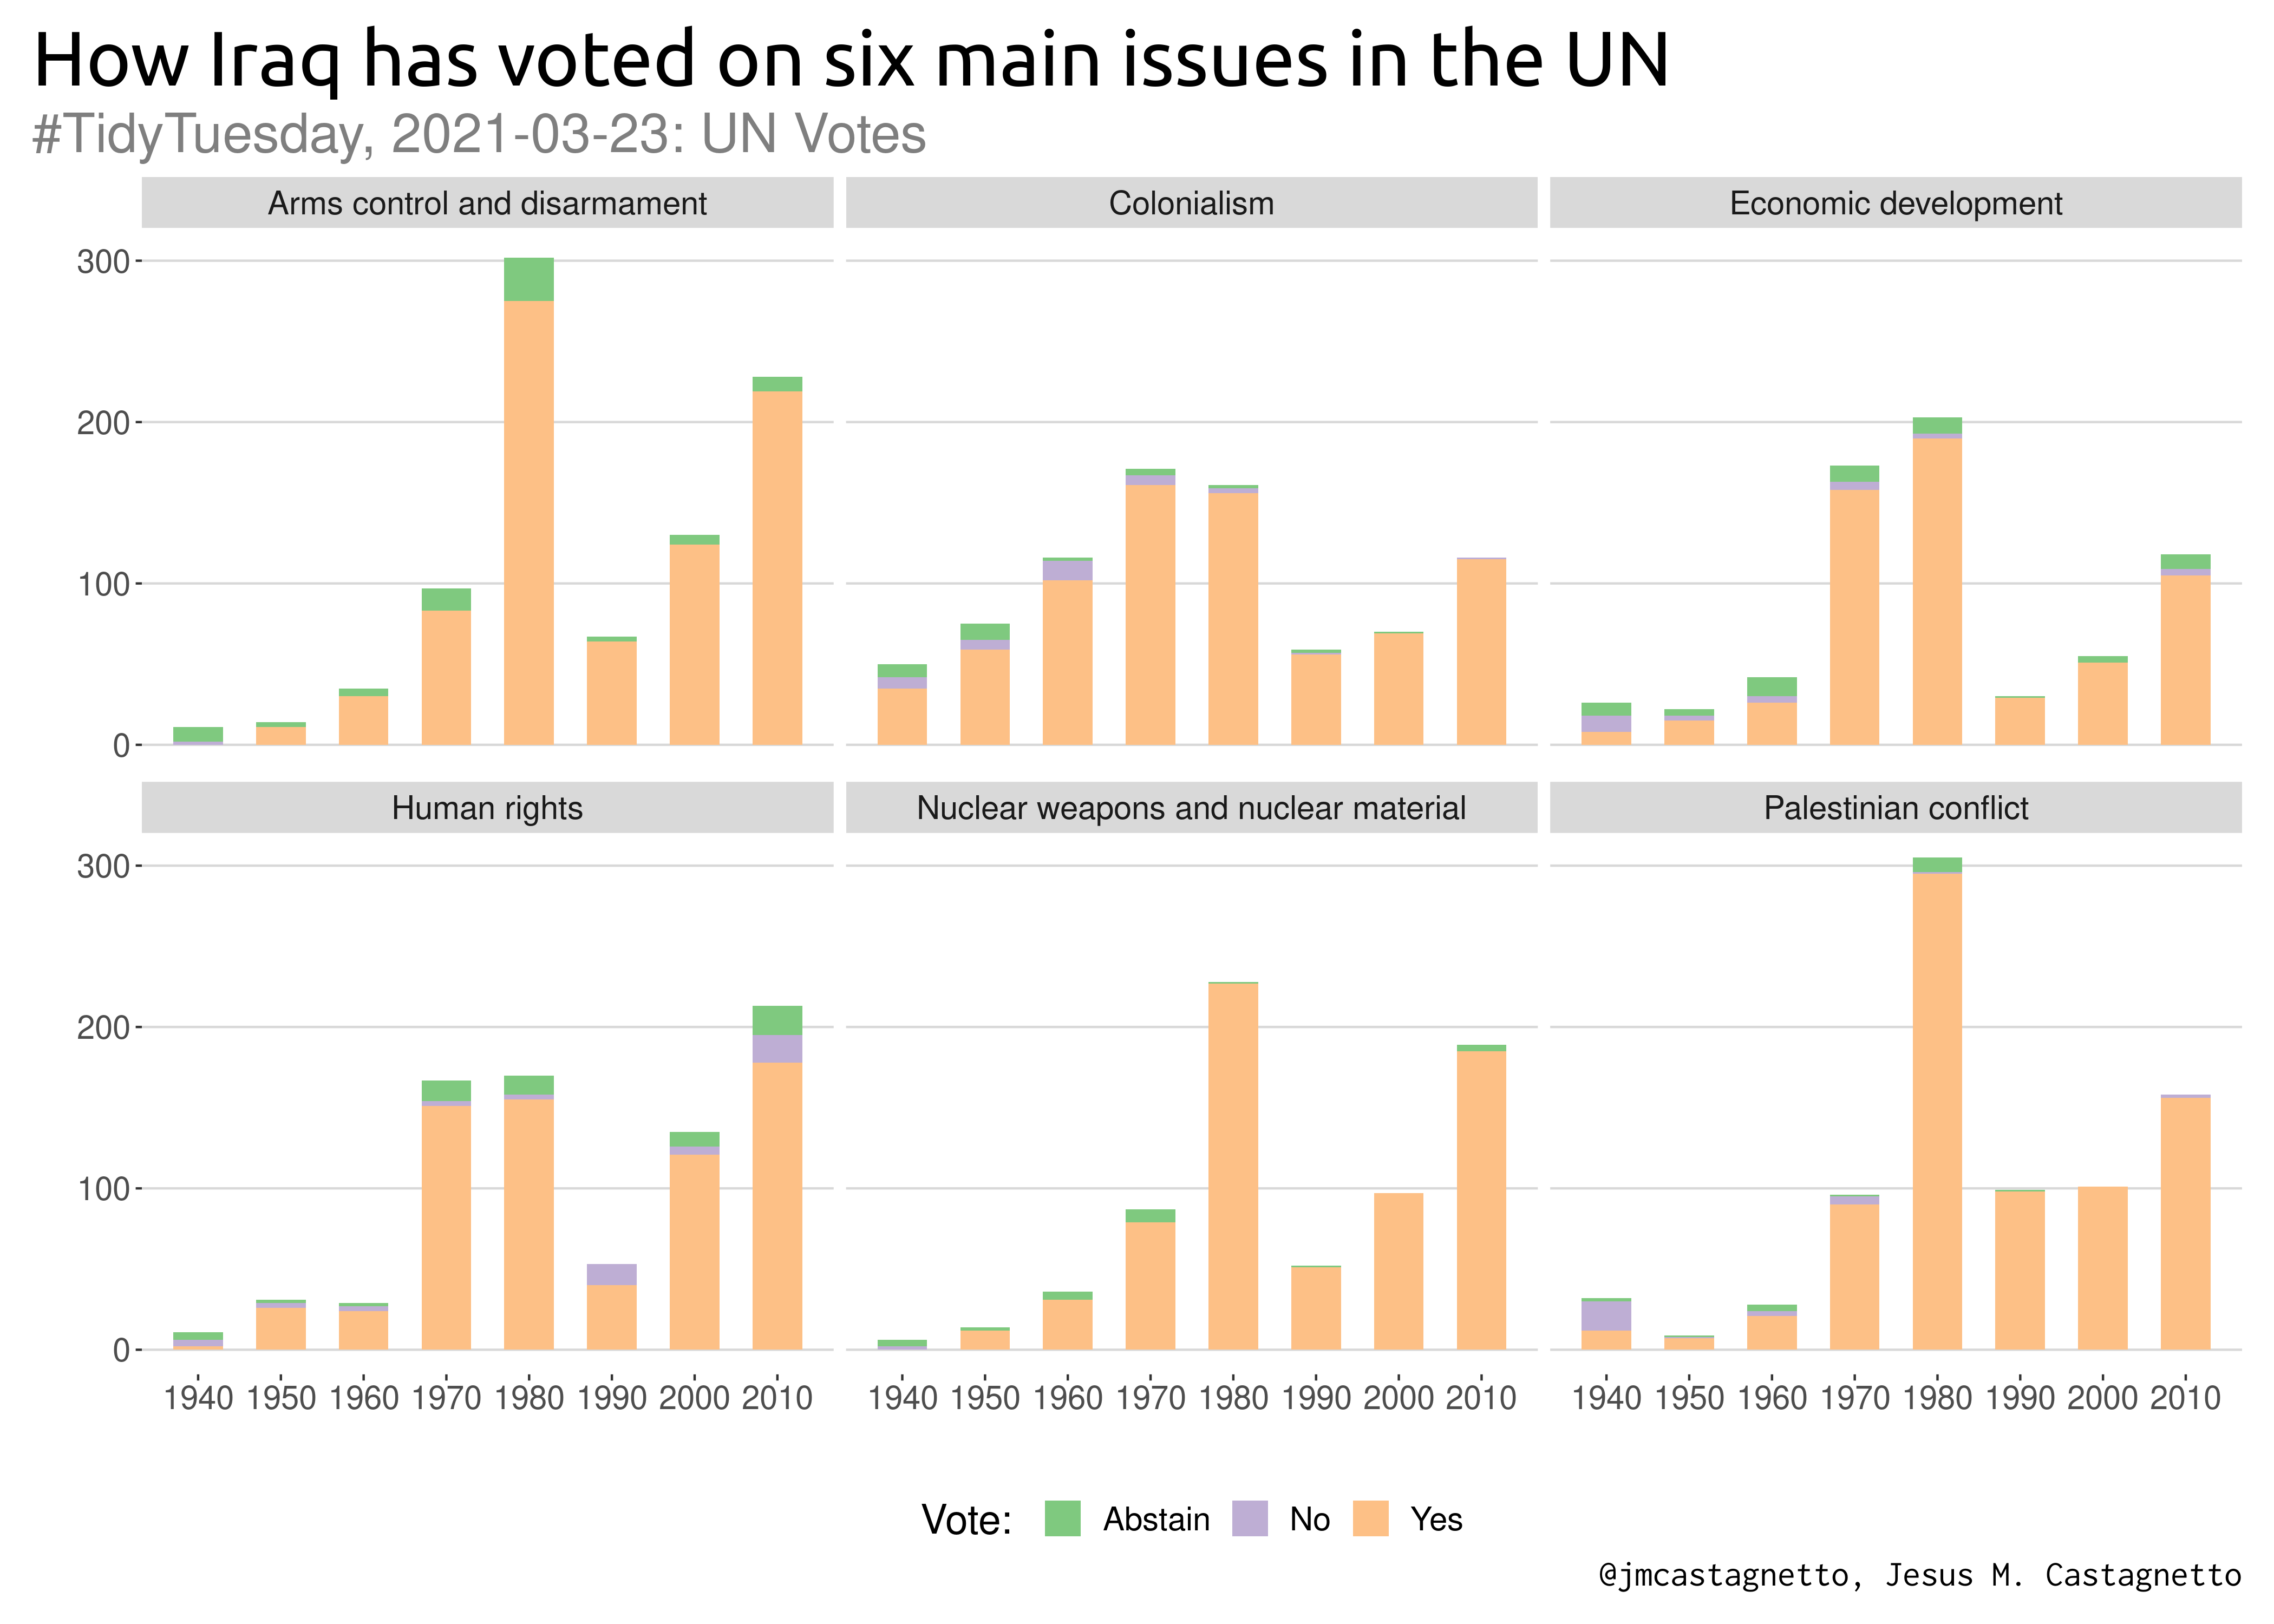 How Iraq has voted on six main issues in the UN
#TidyTuesday, 2021-03-23: UN Votes
Arms control and disarmament
Colonialism
Economic development
300
200
100
0
Human rights
Nuclear weapons and nuclear material
Palestinian conflict
300
200
100
0
1940 1950 1960 1970 1980 1990 2000 2010
1940 1950 1960 1970 1980 1990 2000 2010
1940 1950 1960 1970 1980 1990 2000 2010
Vote: Abstain No Yes
@jmcastagnetto, Jesus M. Castagnetto